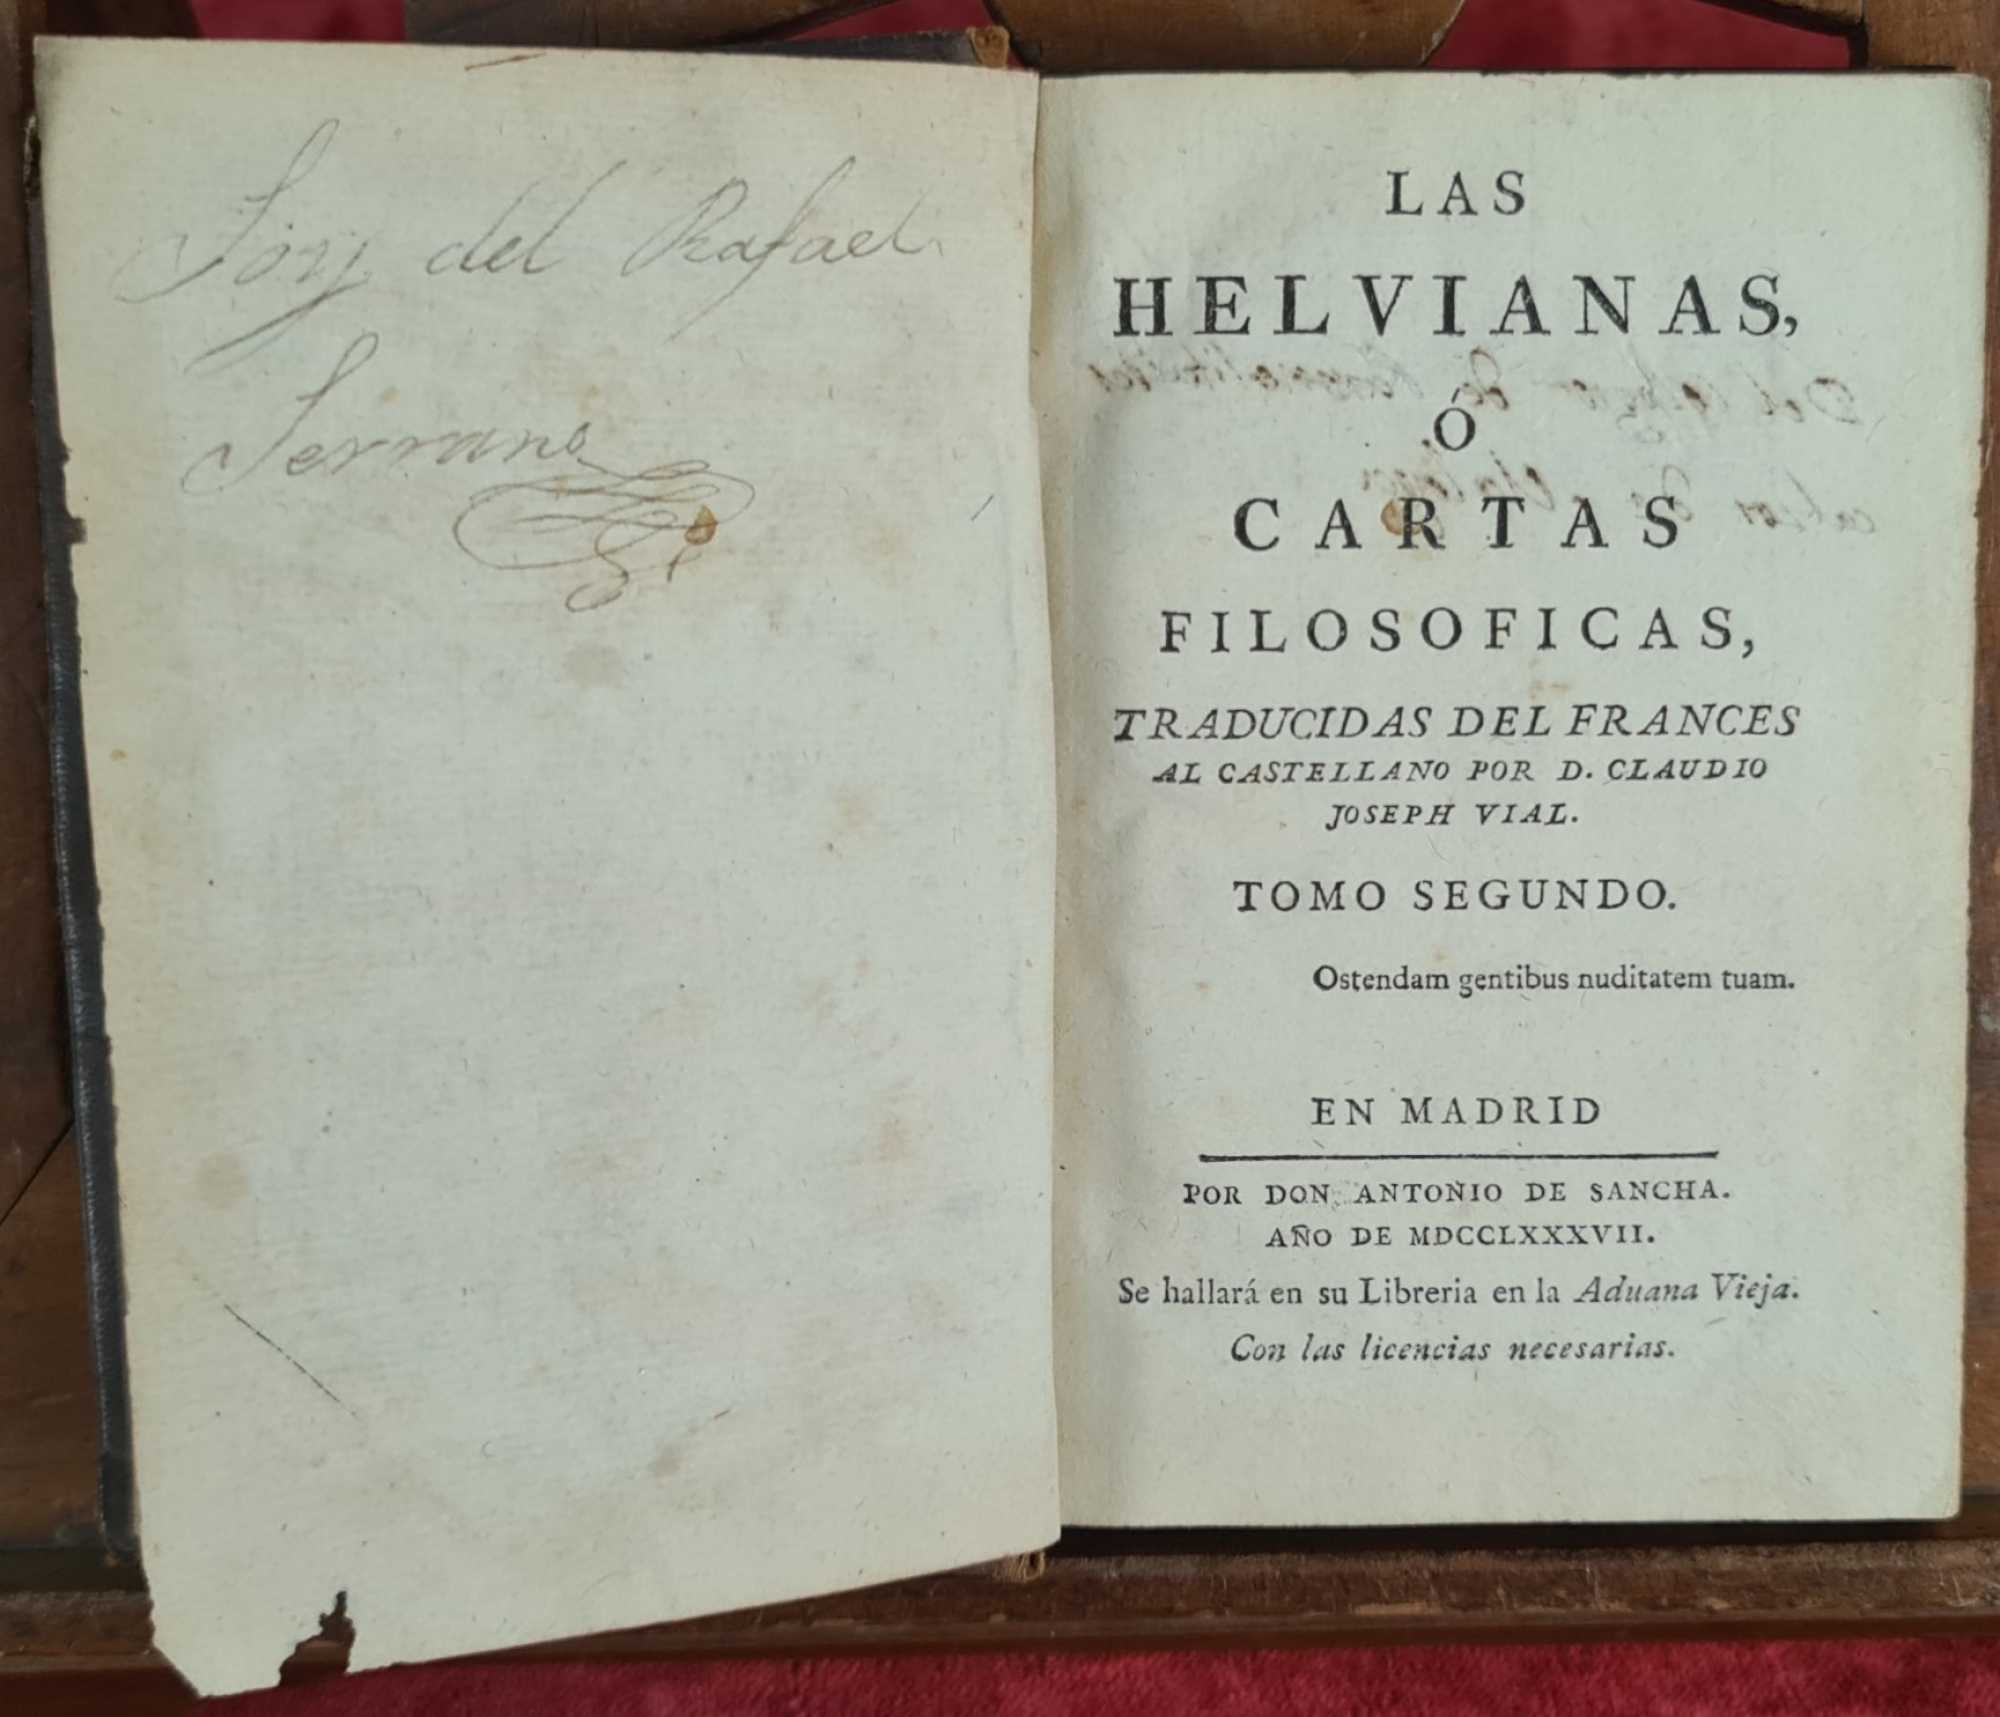 Soy del Rafael
Serrano
LAS
HELVIANAS,
Ó
CARTAS
FILOSOFICAS,
TRADUCIDAS DEL FRANCES
AL CASTELLANO POR D. CLAUDIO
JOSEPH VIAL.
TOMO SEGUNDO.
Ostendam gentibus nuditatem tuam.
EN MADRID
POR DON ANTONIO DE SANCHA.
AÑO DE MDCCLXXXVII.
Se hallará en su Libreria en la Aduana Vieja.
Con las licencias necesarias.